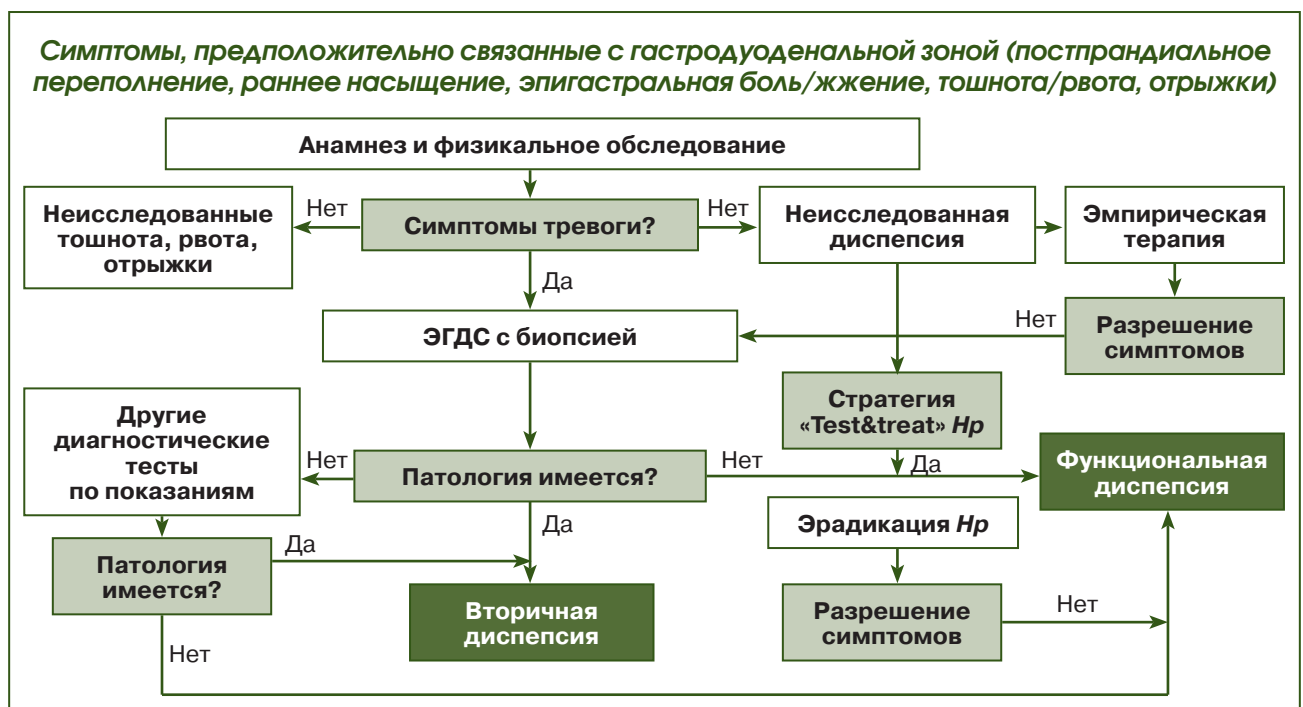 Симптомы, предположительно связанные с гастродуоденальной зоной (постпрандиальное
переполнение, раннее насыщение, эпигастральная боль/жжение, тошнота/рвота, отрыжки)
Анамнез и физикальное обследование
Неисследованные
тошнота, рвота,
отрыжки
Нет
Симптомы тревоги?
Нет
Неисследованная
диспепсия
Эмпирическая
терапия
Да
ЭГДС с биопсией
Нет
Разрешение
симптомов
Стратегия
«Test&treat» Hp
Другие
диагностические
тесты
по показаниям
Нет
Патология имеется?
Нет
Да
Функциональная
диспепсия
Да
Эрадикация Hp
Патология
имеется?
Да
Вторичная
диспепсия
Разрешение
симптомов
Нет
Нет